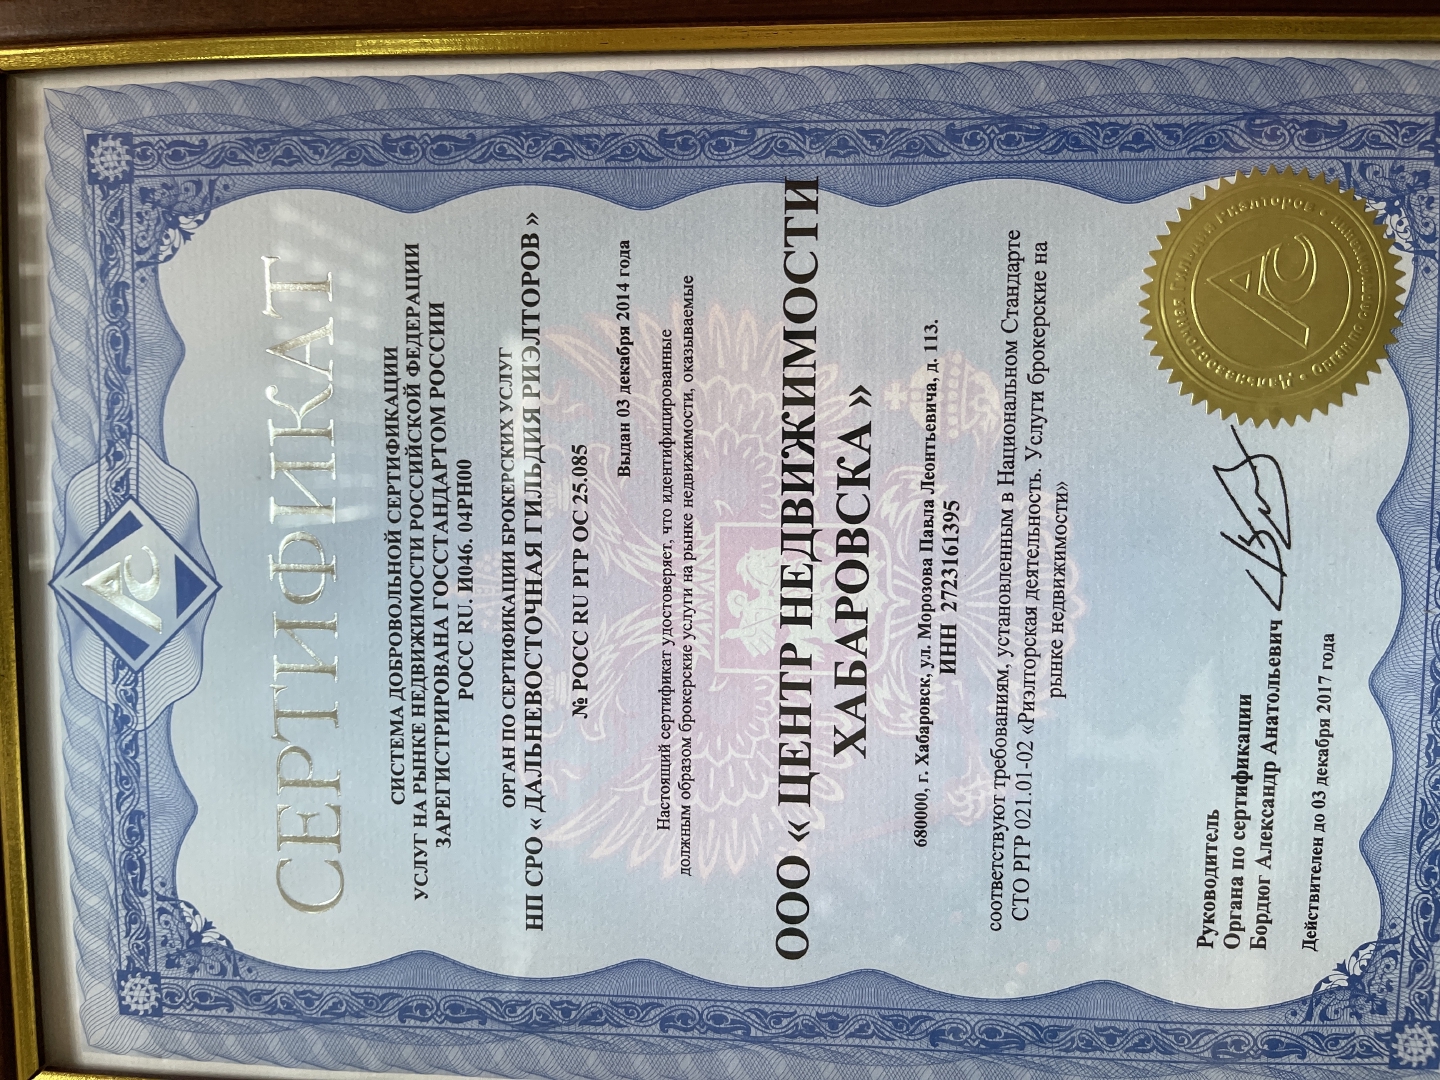 СЕРТИФИКАТ
СИСТЕМА ДОБРОВОЛЬНОЙ СЕРТИФИКАЦИИ
УСЛУГ НА РЫНКЕ НЕДВИЖИМОСТИ РОССИЙСКОЙ ФЕДЕРАЦИИ
ЗАРЕГИСТРИРОВАНА ГОССТАНДАРТОМ РОССИИ
РОСС RU. И046. 04РН00
ОРГАН ПО СЕРТИФИКАЦИИ БРОКЕРСКИХ УСЛУГ
НП СРО « ДАЛЬНЕВОСТОЧНАЯ ГИЛЬДИЯ РИЭЛТОРОВ »
№ РОСС RU РГР ОС 25.085
Выдан 03 декабря 2014 года
Настоящий сертификат удостоверяет, что идентифицированные
должным образом брокерские услуги на рынке недвижимости, оказываемые
ООО « ЦЕНТР НЕДВИЖИМОСТИ
ХАБАРОВСКА »
680000, г. Хабаровск, ул. Морозова Павла Леонтьевича, д. 113.
ИНН 2723161395
соответствуют требованиям, установленным в Национальном Стандарте
СТО РГР 021.01-02 «Риэлторская деятельность. Услуги брокерские на
рынке недвижимости»
Руководитель
Органа по сертификации
Бордюг Александр Анатольевич
Действителен до 03 декабря 2017 года
Дальневосточная Гильдия Риэлторов